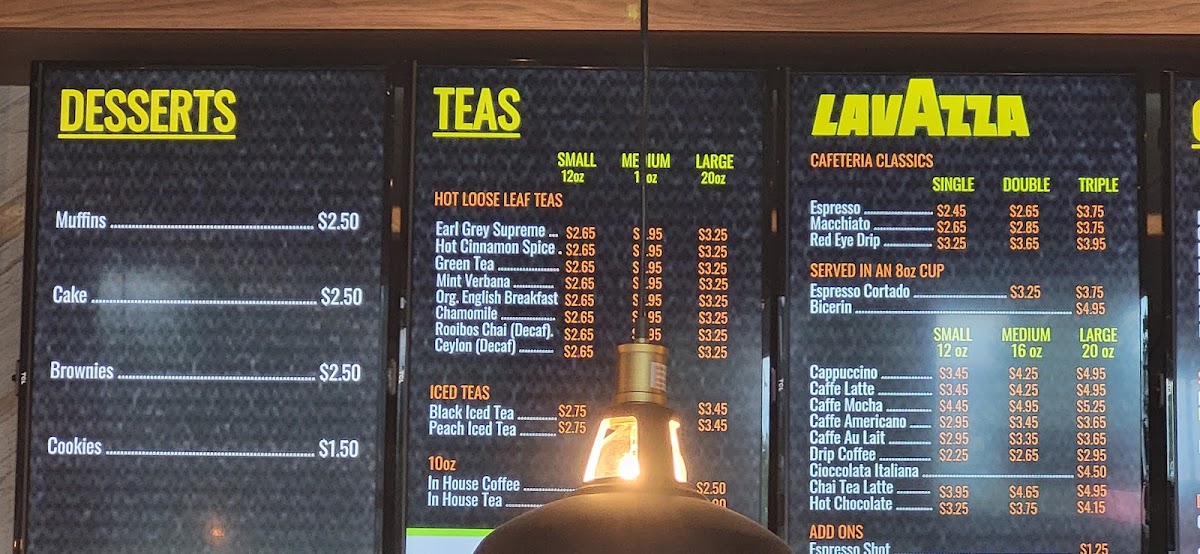 DESSERTS
Muffins $2.50
Cake $2.50
Brownies $2.50
Cookies $1.50
TEAS
SMALL MEDIUM LARGE
12oz 20oz
HOT LOOSE LEAF TEAS
Earl Grey Supreme $2.65 $3.25
Hot Cinnamon Spice $2.65 $3.25
Green Tea $2.65 $3.25
Mint Verbana $2.65 $3.25
Org. English Breakfast $2.65 $3.25
Chamomile $2.65 $3.25
Rooibos Chai (Decaf). $2.65 $3.25
Ceylon (Decaf) $2.65 $3.25
ICED TEAS
Black Iced Tea $2.75 $3.45
Peach Iced Tea $2.75 $3.45
10oz
In House Coffee $2.50
In House Tea
LAVAZZA
CAFETERIA CLASSICS
SINGLE DOUBLE TRIPLE
Espresso $2.45 $2.65 $3.75
Macchiato $2.65 $2.85 $3.75
Red Eye Drip $3.25 $3.65 $3.95
SERVED IN AN 8oz CUP
Espresso Cortado $3.25 $3.75
Bicerin $4.95
SMALL MEDIUM LARGE
12 oz 16 oz 20 oz
Cappuccino $3.45 $4.25 $4.95
Caffe Latte $3.45 $4.25 $4.95
Caffe Mocha $4.45 $4.95 $5.25
Caffe Americano $2.95 $3.45 $3.65
Caffe Au Lait $2.95 $3.35 $3.65
Drip Coffee $2.25 $2.65 $2.95
Cioccolata Italiana $4.50
Chai Tea Latte $3.95 $4.65 $4.95
Hot Chocolate $3.25 $3.75 $4.15
ADD ONS
Espresso Shot $1.25